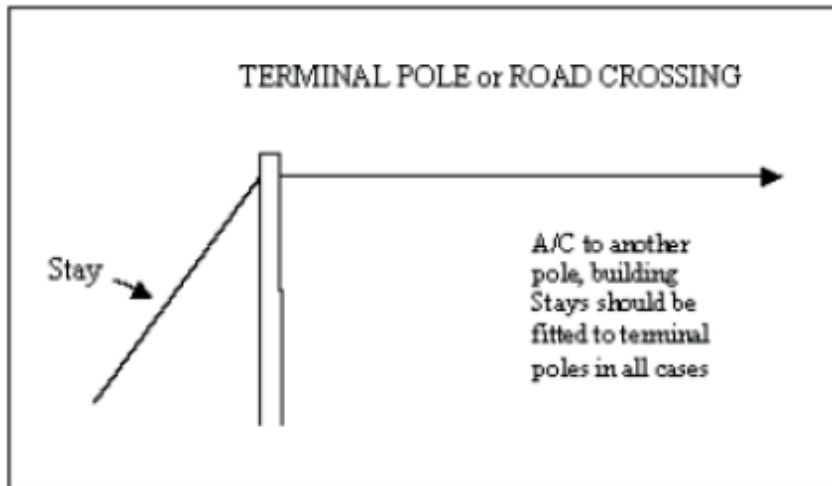 TERMINAL POLE or ROAD CROSSING
Stay
A/C to another
pole, building
Stays should be
fitted to terminal
poles in all cases